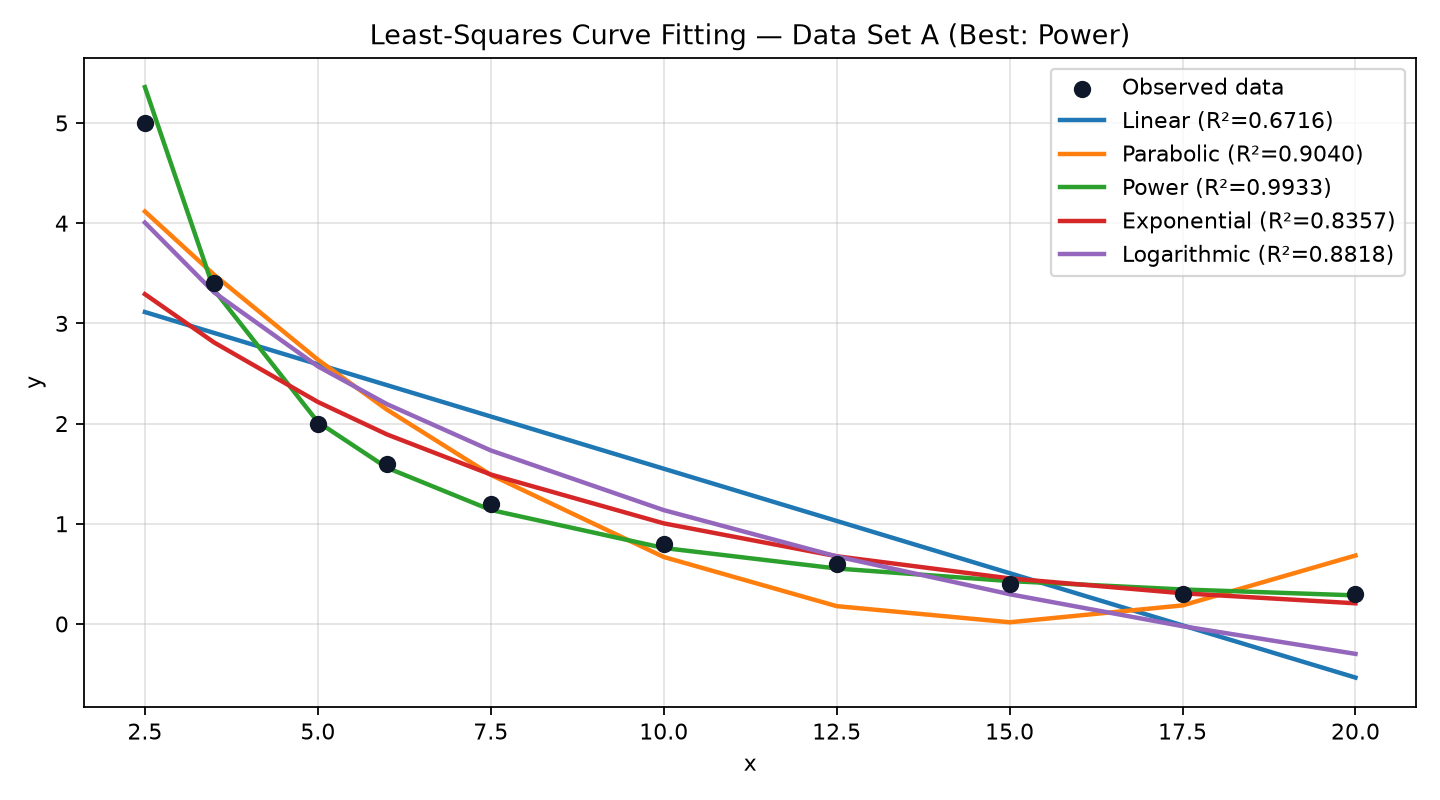 Least-Squares Curve Fitting — Data Set A (Best: Power)
Observed data
Linear (R²=0.6716)
Parabolic (R²=0.9040)
Power (R²=0.9933)
Exponential (R²=0.8357)
Logarithmic (R²=0.8818)
5
4
3
2
1
0
y
2.5 5.0 7.5 10.0 12.5 15.0 17.5 20.0
x